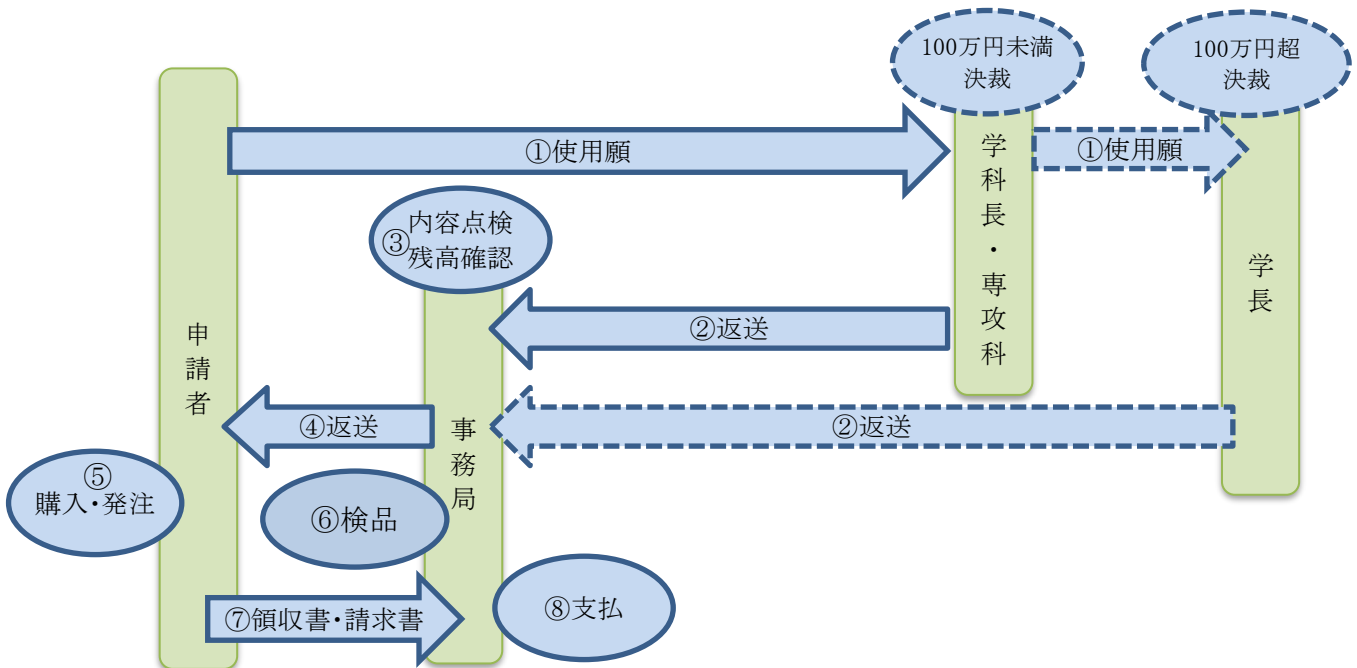 100万円未満
決裁
100万円超
決裁
①使用願
①使用願
③
内容点検
残高確認
学科長・専攻科
学長
②返送
申請者
④返送
②返送
事務局
⑤
購入・発注
⑥検品
⑦領収書・請求書
⑧支払